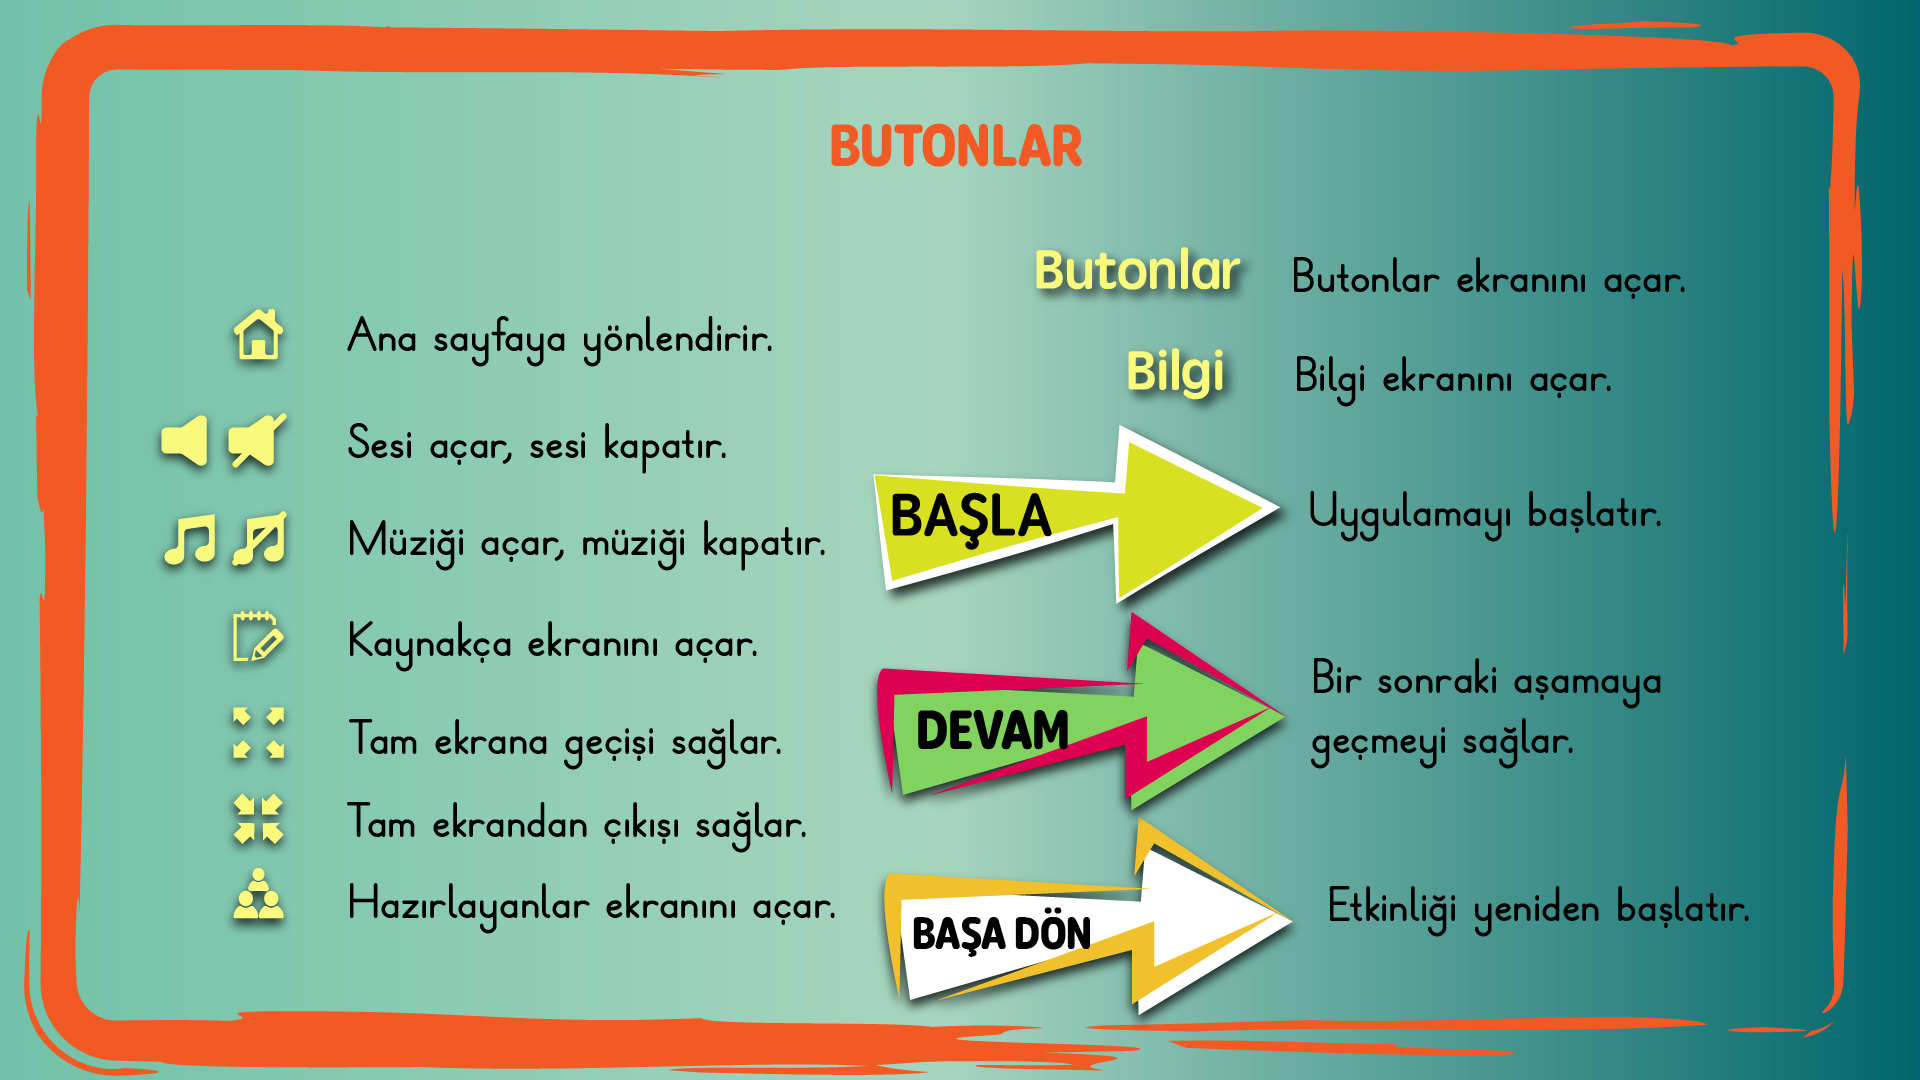 BUTONLAR
Ana sayfaya yönlendirir.
Sesi açar, sesi kapatır.
Müziği açar, müziği kapatır.
Kaynakça ekranını açar.
Tam ekrana geçişi sağlar.
Tam ekrandan çıkışı sağlar.
Hazırlayanlar ekranını açar.
Butonlar Butonlar ekranını açar.
Bilgi Bilgi ekranını açar.
BAŞLA Uygulamayı başlatır.
DEVAM Bir sonraki aşamaya
geçmeyi sağlar.
BAŞA DÖN Etkinliği yeniden başlatır.